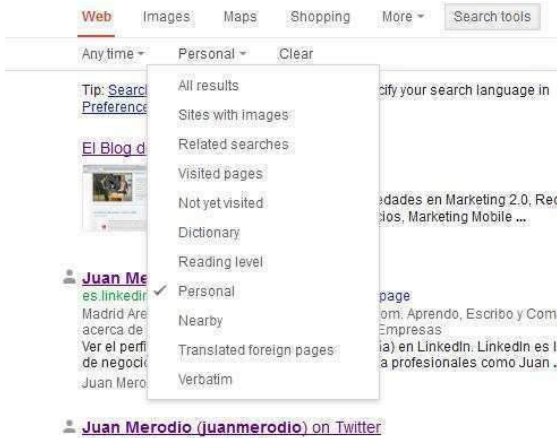 Web Images Maps Shopping More Search tools
Any time Personal Clear
All results
Sites with images
Related searches
Visited pages
Not yet visited
Dictionary
Reading level
Personal
Nearby
Translated foreign pages
Verbatim
Tip: Searc cify your search language in
Preference
El Blog d
edades en Marketing 2.0, Red
cios, Marketing Mobile ...
Juan Me
es.linkedin page
Madrid Are om. Aprendo, Escribo y Com
acerca de Empresas
Ver el perfi ia) en LinkedIn. LinkedIn es l
de negocio a profesionales como Juan .
Juan Mero
Juan Merodio (juanmerodio) on Twitter